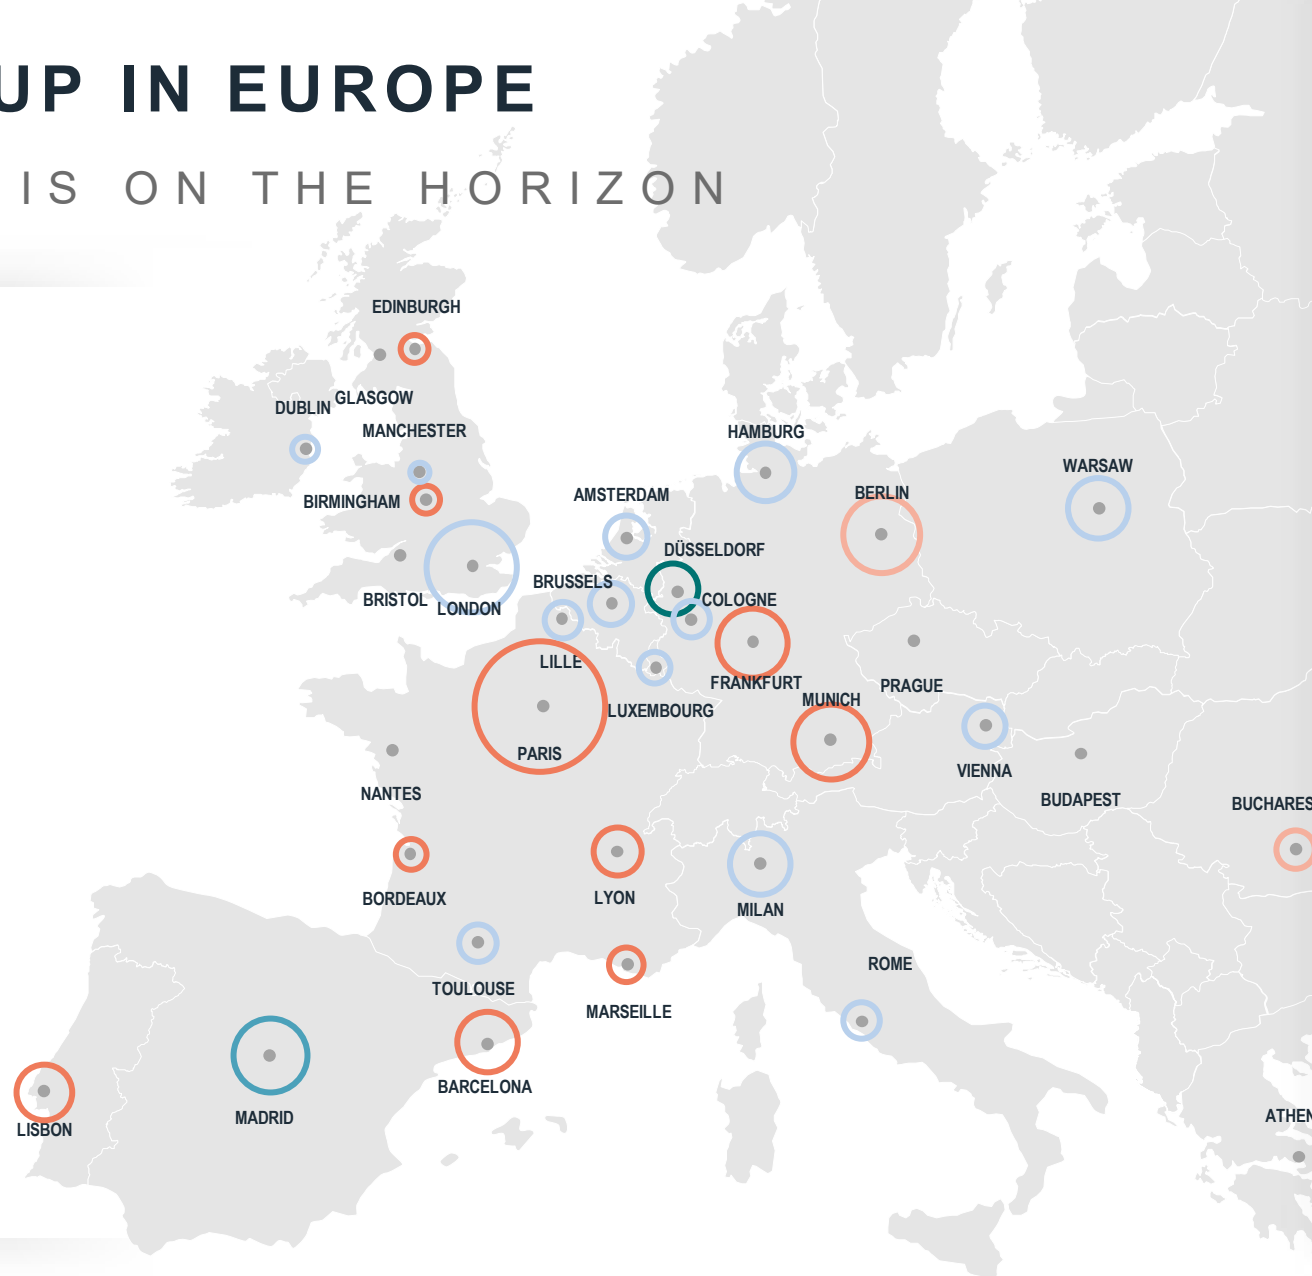 UP IN EUROPE
IS ON THE HORIZON
EDINBURGH
GLASGOW
DUBLIN
MANCHESTER
HAMBURG
WARSAW
BERLIN
AMSTERDAM
BIRMINGHAM
DÜSSELDORF
BRUSSELS
COLOGNE
BRISTOL
LONDON
LILLE
FRANKFURT
PRAGUE
MUNICH
LUXEMBOURG
PARIS
VIENNA
NANTES
BUDAPEST
BUCHARES
BORDEAUX
LYON
MILAN
ROME
TOULOUSE
MARSEILLE
BARCELONA
MADRID
ATHEN
LISBON